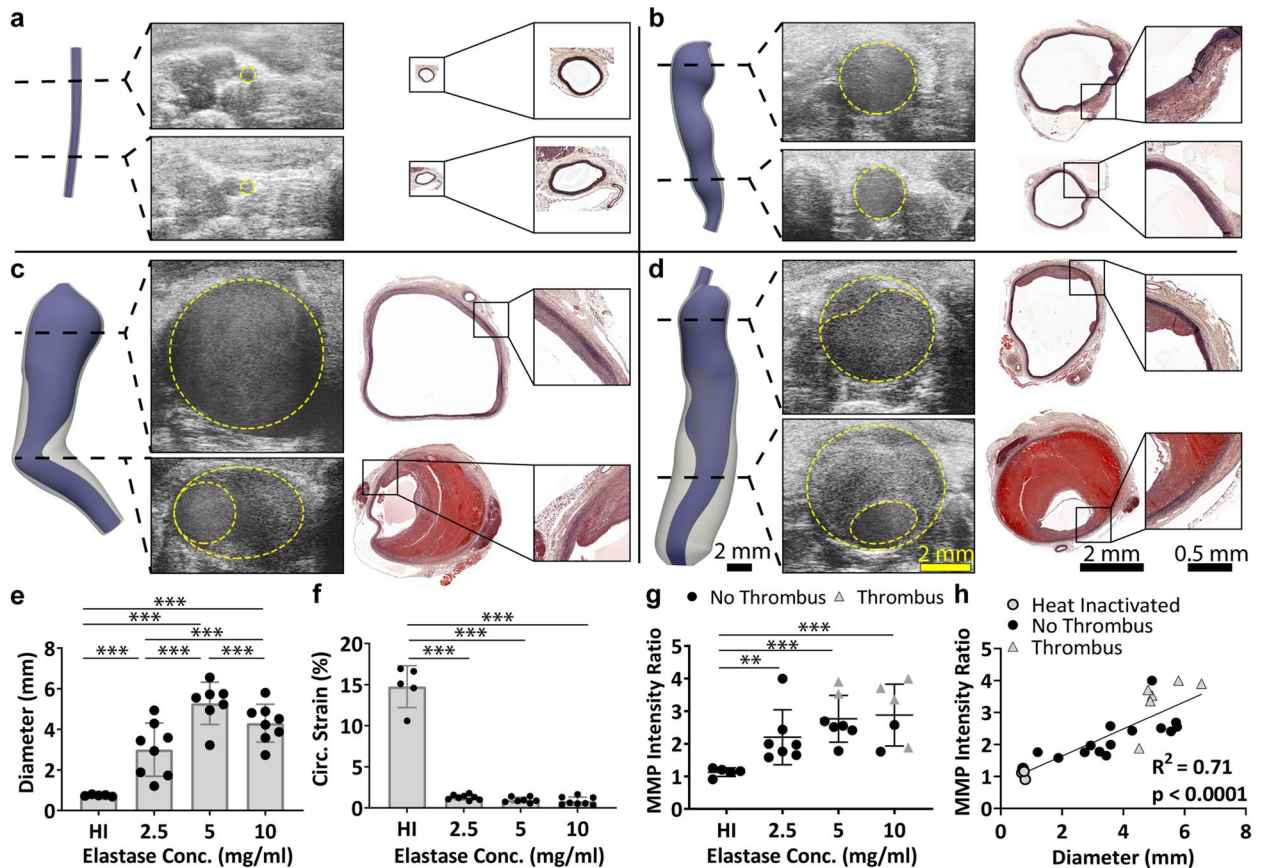 a
b
c
d
2 mm
2 mm
2 mm
0.5 mm
e
***
***
***
***
***
***
Diameter (mm)
8
6
4
2
0
HI
2.5
5
10
Elastase Conc. (mg/ml)
f
***
***
***
Circ. Strain (%)
20
15
10
5
0
HI
2.5
5
10
Elastase Conc. (mg/ml)
g
No Thrombus
Thrombus
***
***
**
MMP Intensity Ratio
5
4
3
2
1
0
HI
2.5
5
10
Elastase Conc. (mg/ml)
h
Heat Inactivated
No Thrombus
Thrombus
MMP Intensity Ratio
5
4
3
2
1
0
R² = 0.71
p < 0.0001
0
2
4
6
8
Diameter (mm)